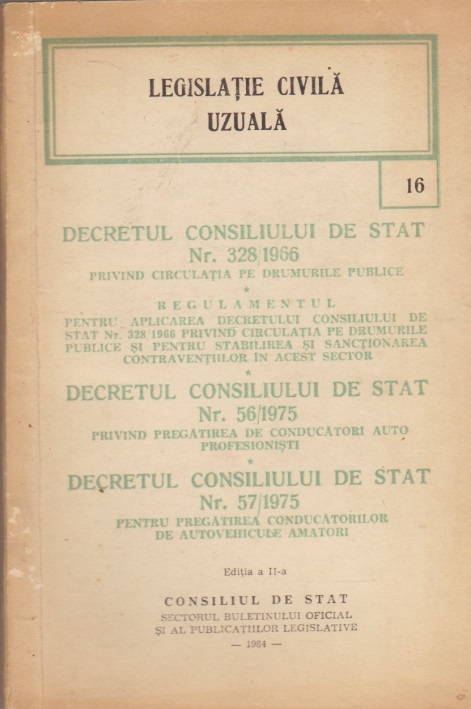 LEGISLAȚIE CIVILĂ
UZUALĂ
16
DECRETUL CONSILIULUI DE STAT
Nr. 328/1966
PRIVIND CIRCULAȚIA PE DRUMURILE PUBLICE
*
REGULAMENTUL
PENTRU APLICAREA DECRETULUI CONSILIULUI DE
STAT Nr. 328/1966 PRIVIND CIRCULAȚIA PE DRUMURILE
PUBLICE ȘI PENTRU STABILIREA ȘI SANCȚIONAREA
CONTRAVENȚIILOR ÎN ACEST SECTOR
*
DECRETUL CONSILIULUI DE STAT
Nr. 56/1975
PRIVIND PREGĂTIREA DE CONDUCĂTORI AUTO
PROFESIONIȘTI
*
DECRETUL CONSILIULUI DE STAT
Nr. 57/1975
PENTRU PREGĂTIREA CONDUCĂTORILOR
DE AUTOVEHICULE AMATORI
Ediția a II-a
CONSILIUL DE STAT
SECTORUL BULETINULUI OFICIAL
ȘI AL PUBLICAȚIILOR LEGISLATIVE
— 1984 —